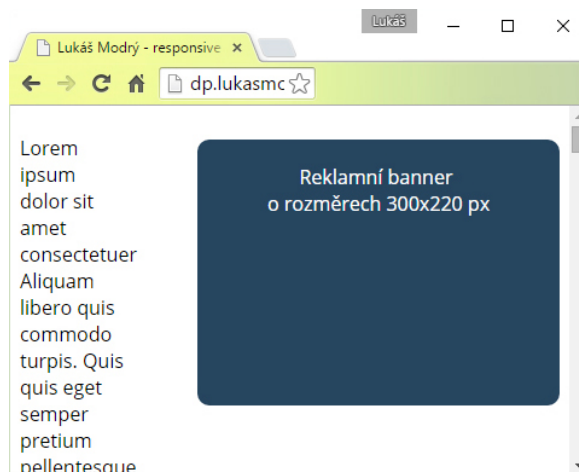 Lukáš
Lukáš Modrý - responsive
dp.lukasmc
Lorem
ipsum
dolor sit
amet
consectetuer
Aliquam
libero quis
commodo
turpis. Quis
quis eget
semper
pretium
pellentesque
Reklamní banner
o rozměrech 300x220 px